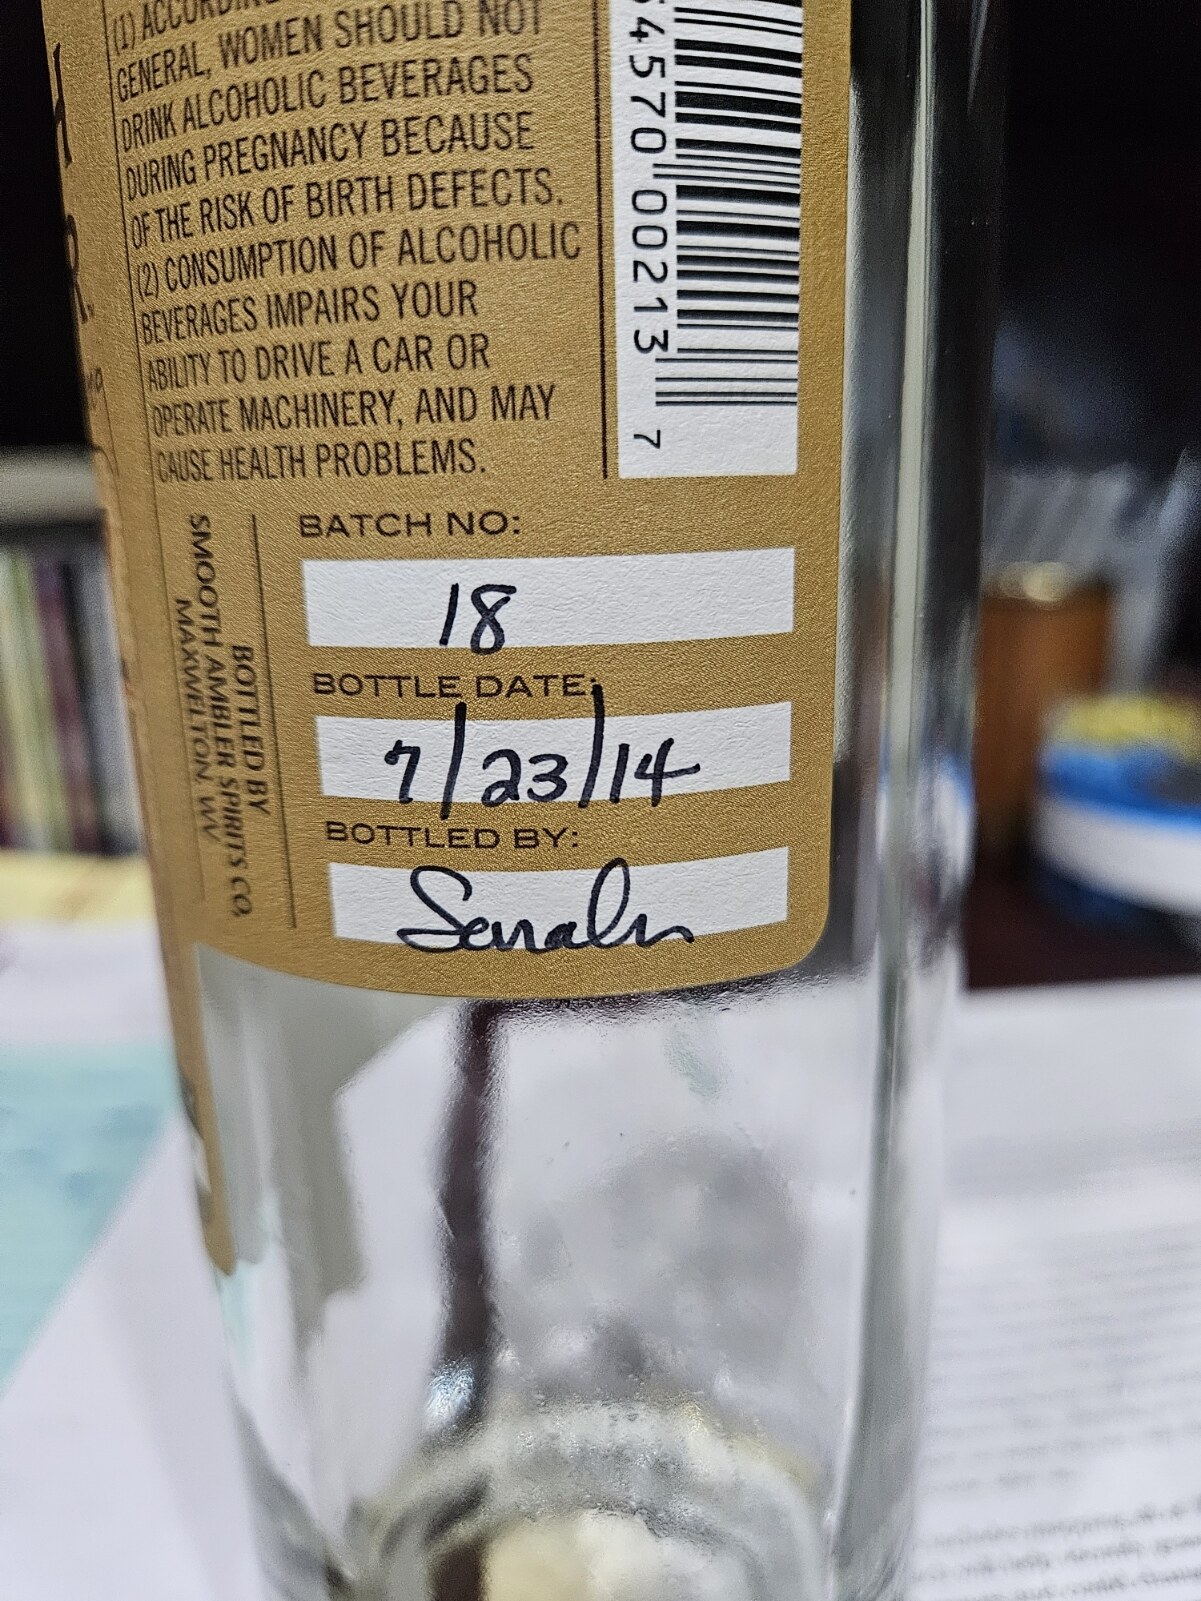 (1) ACCORDING
GENERAL, WOMEN SHOULD NOT
DRINK ALCOHOLIC BEVERAGES
DURING PREGNANCY BECAUSE
OF THE RISK OF BIRTH DEFECTS.
(2) CONSUMPTION OF ALCOHOLIC
BEVERAGES IMPAIRS YOUR
ABILITY TO DRIVE A CAR OR
OPERATE MACHINERY, AND MAY
CAUSE HEALTH PROBLEMS.
4570 00213 7
BATCH NO:
18
BOTTLE DATE:
7/23/14
BOTTLED BY:
BOTTLED BY
SMOOTH AMBLER SPIRITS CO.
MAXWELTON, WV